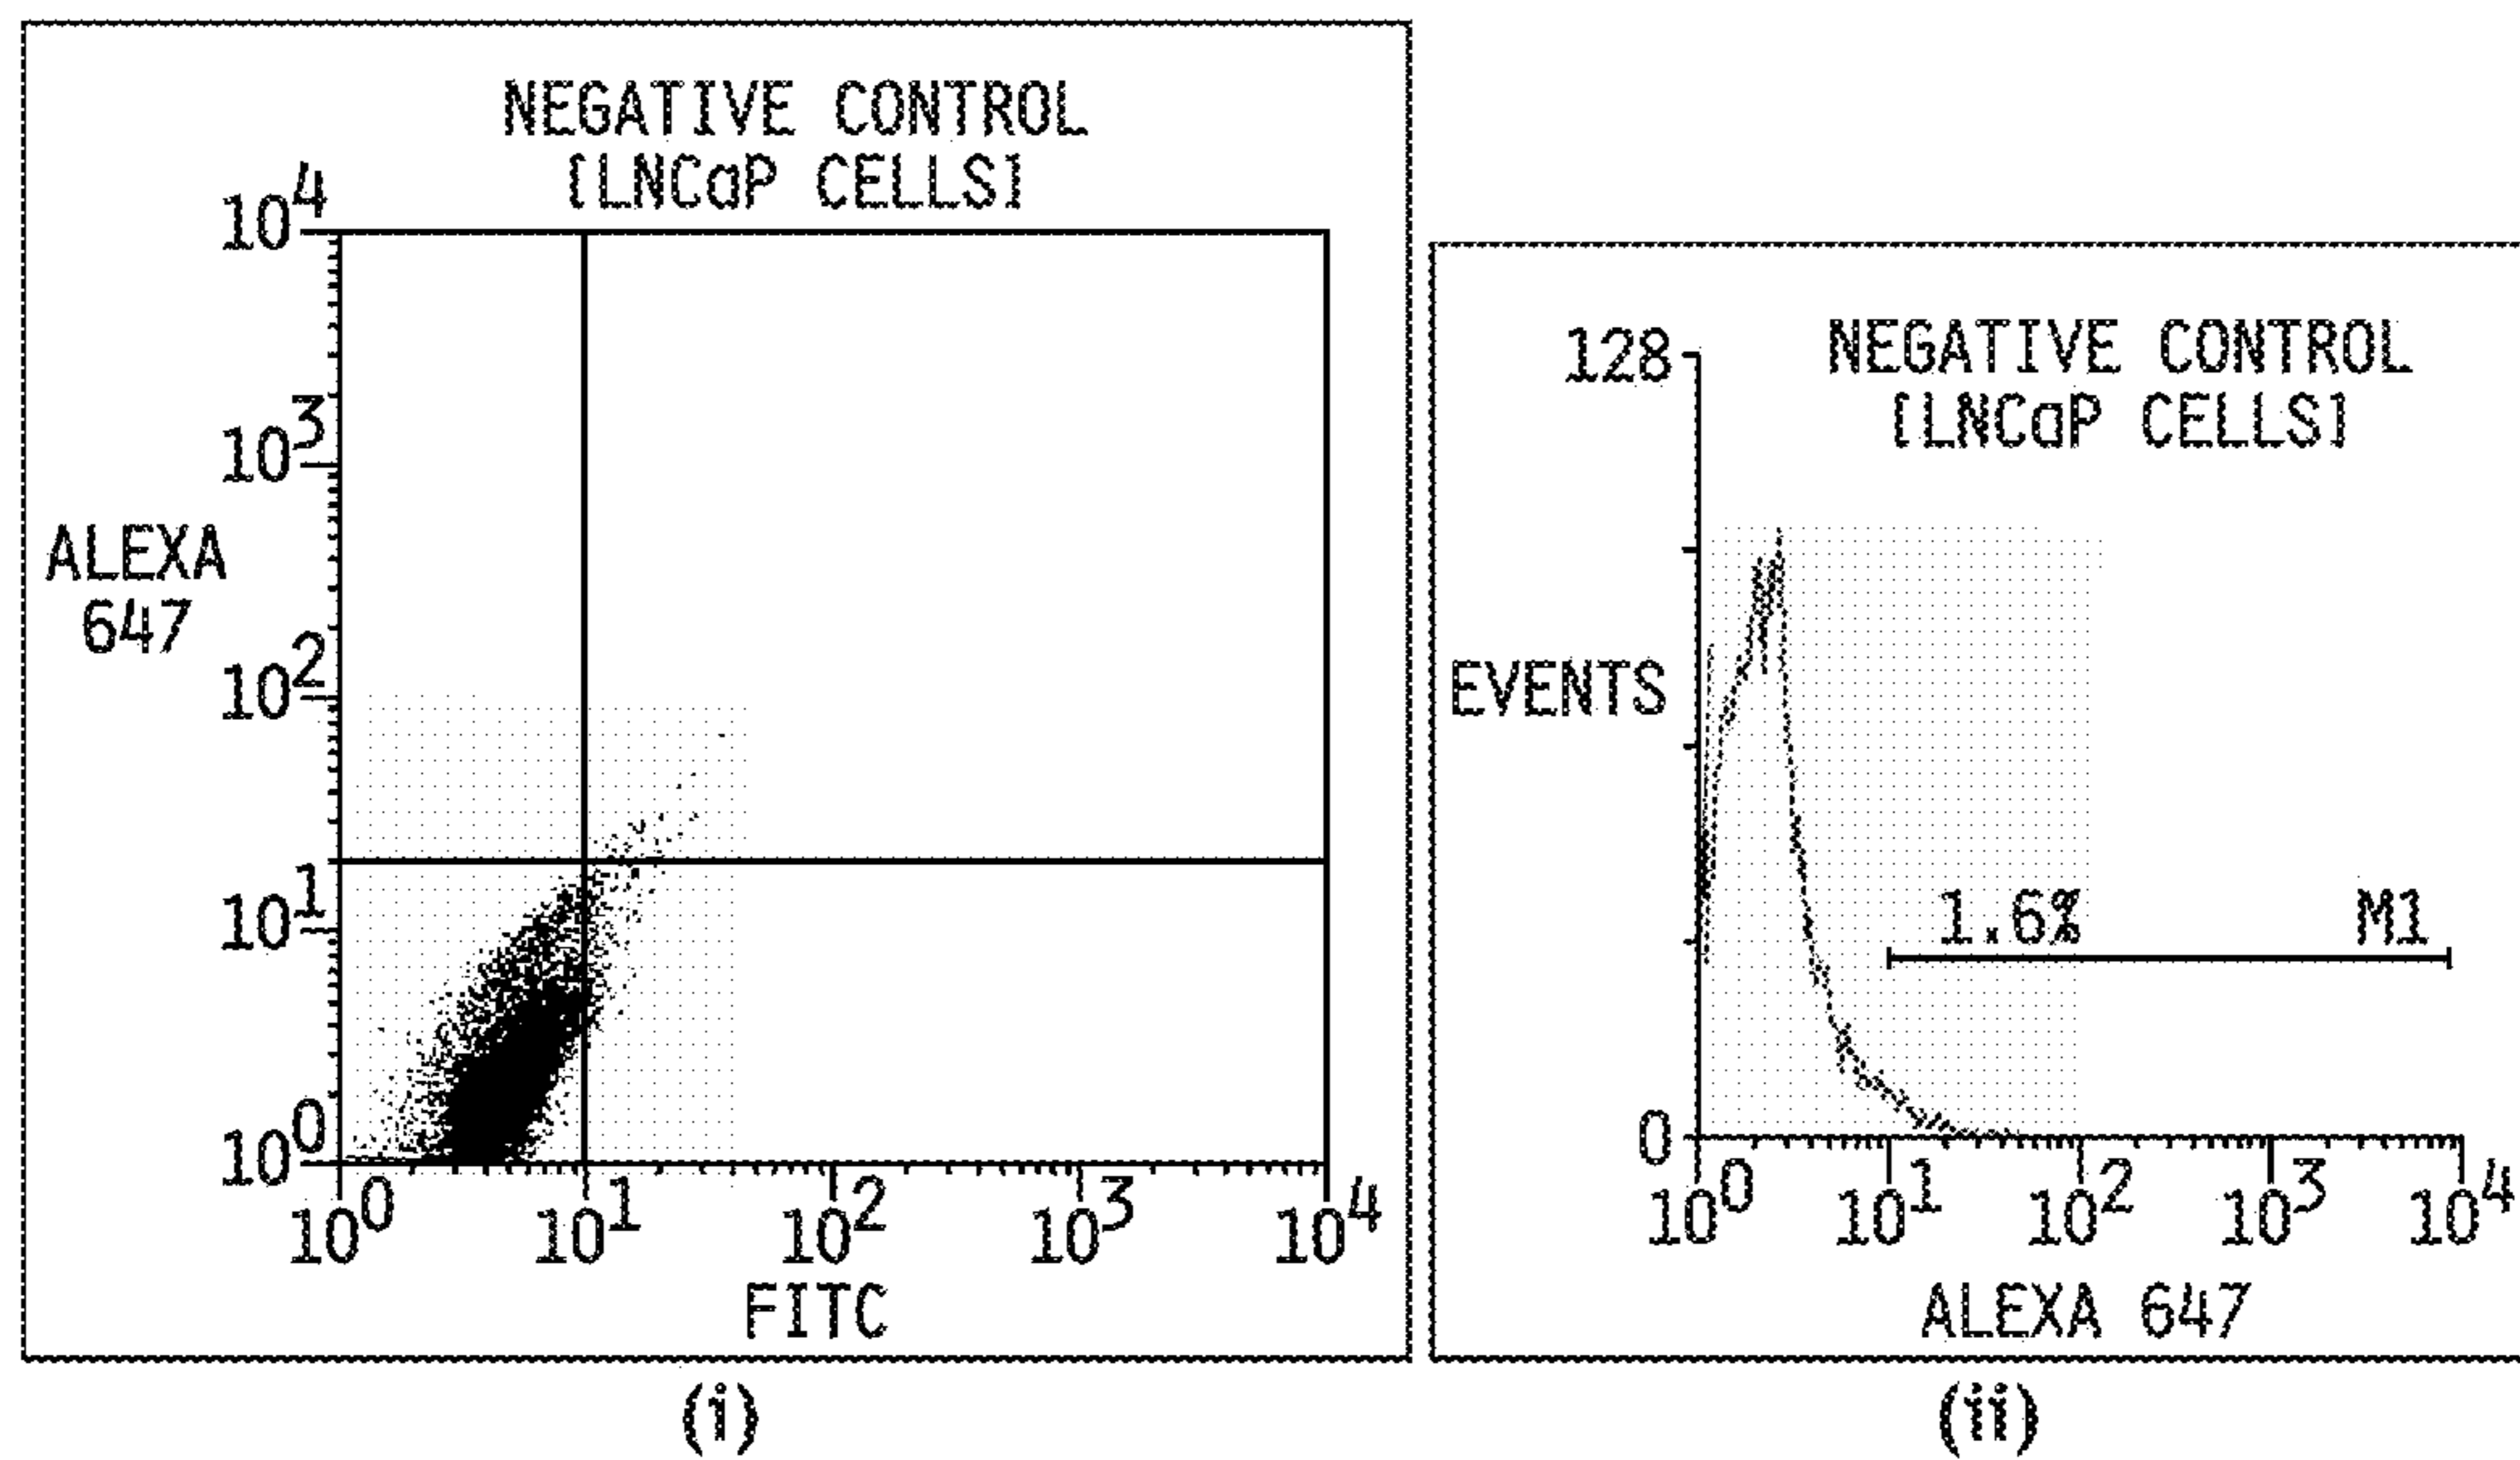 NEGATIVE CONTROL
[LNCaP CELLS]
10^4
10^3
ALEXA
647
10^2
10^1
10^0
10^0 10^1 10^2 10^3 10^4
FITC
(i)
NEGATIVE CONTROL
[LNCaP CELLS]
128
EVENTS
1.6% M1
0
10^0 10^1 10^2 10^3 10^4
ALEXA 647
(ii)